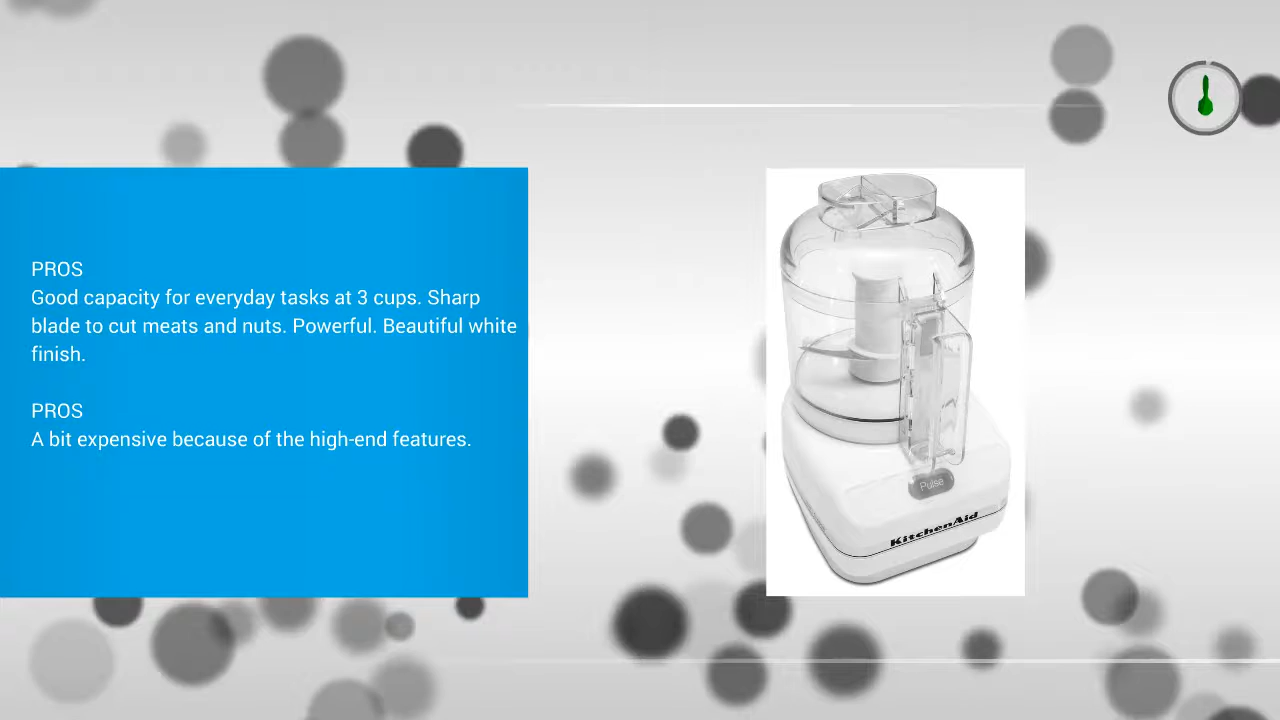 PROS
Good capacity for everyday tasks at 3 cups. Sharp
blade to cut meats and nuts. Powerful. Beautiful white
finish.
PROS
A bit expensive because of the high-end features.
Pulse
KitchenAid